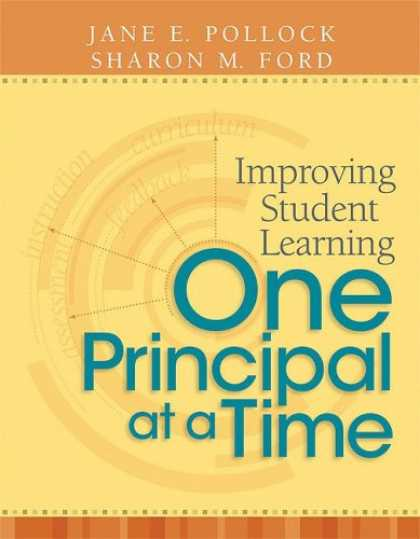 JANE E. POLLOCK
SHARON M. FORD
curriculum
instruction
feedback
assessment
Improving
Student
Learning
One
Principal
at a Time